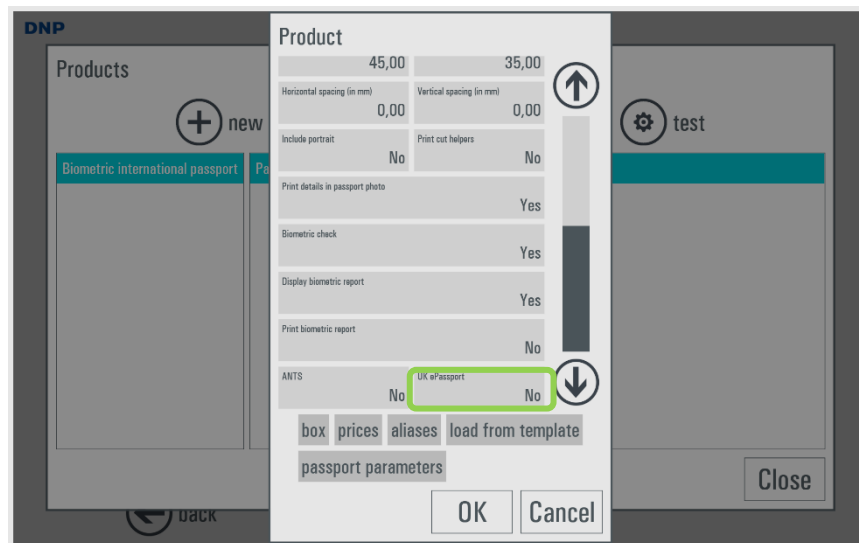 DNP
Products
new
test
Biometric international passport Pa
back
Close
Product
45,00 35,00
Horizontal spacing (in mm) Vertical spacing (in mm)
0,00 0,00
Include portrait Print cut helpers
No No
Print details in passport photo
Yes
Biometric check
Yes
Display biometric report
Yes
Print biometric report
No
ANTS UK ePassport
No No
box prices aliases load from template
passport parameters
OK Cancel